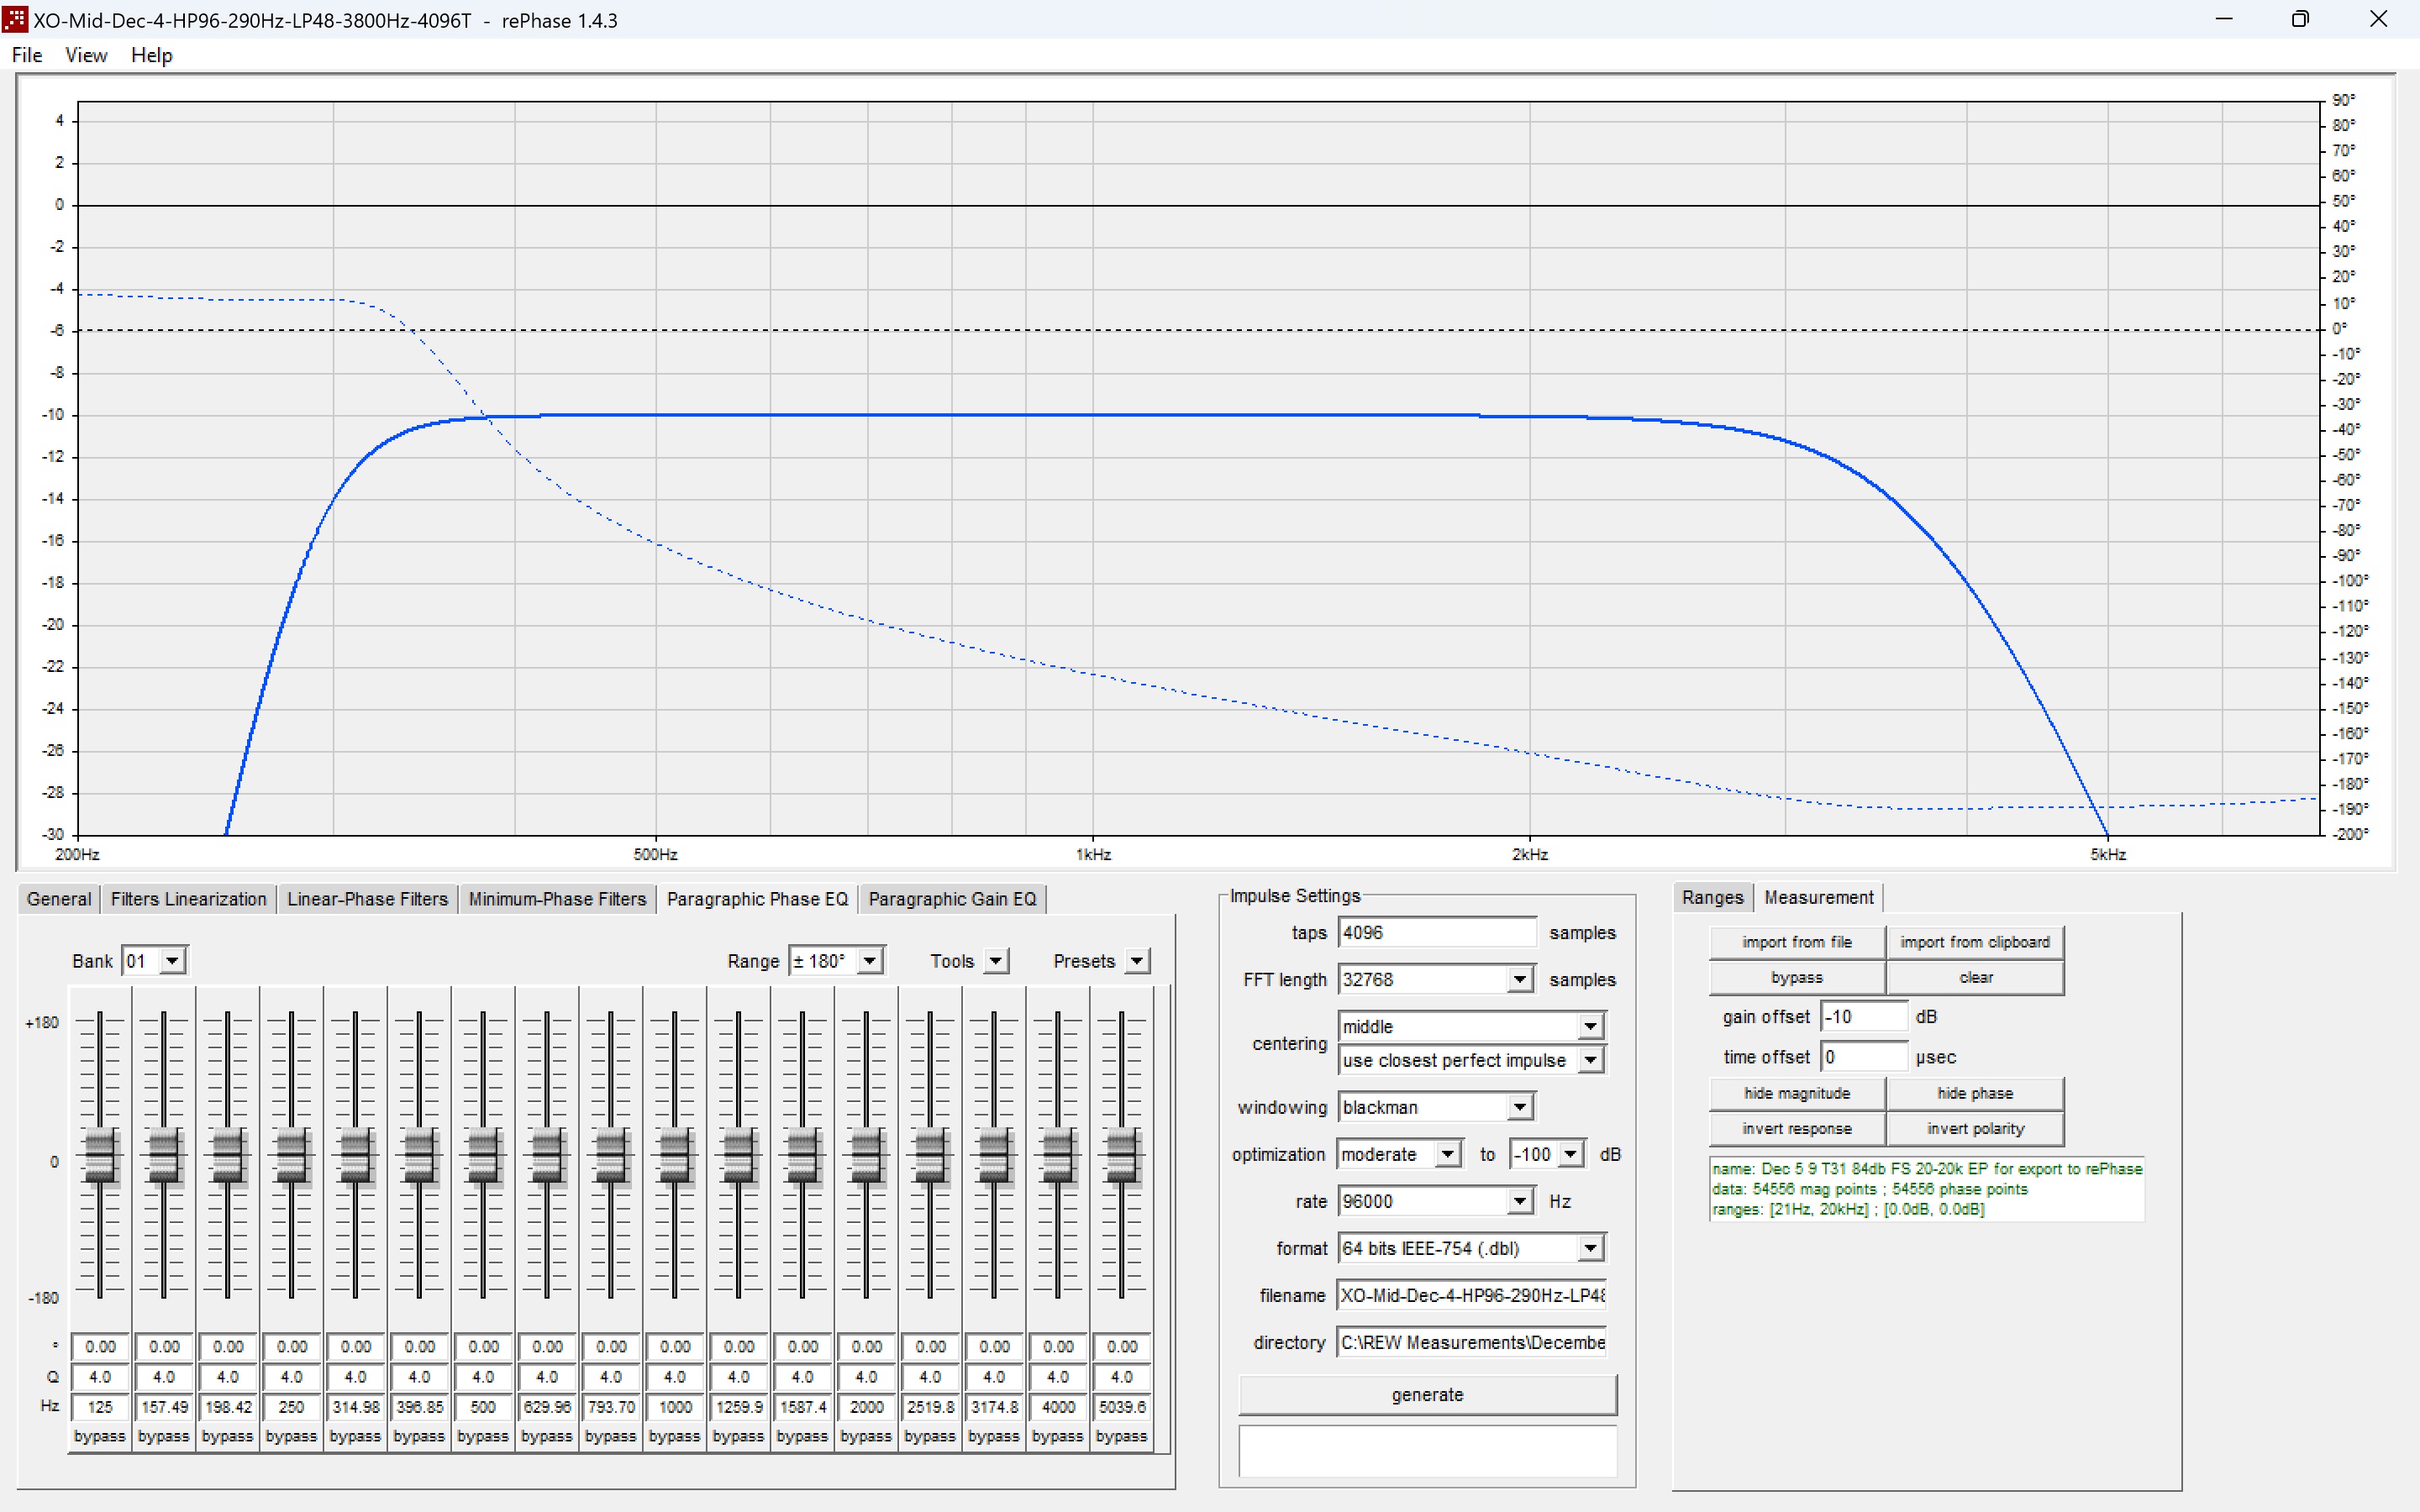 XO-Mid-Dec-4-HP96-290Hz-LP48-3800Hz-4096T - rePhase 1.4.3
File View Help
4
2
0
-2
-4
-6
-8
-10
-12
-14
-16
-18
-20
-22
-24
-26
-28
-30
90°
80°
70°
60°
50°
40°
30°
20°
10°
0°
-10°
-20°
-30°
-40°
-50°
-60°
-70°
-80°
-90°
-100°
-110°
-120°
-130°
-140°
-150°
-160°
-170°
-180°
-190°
-200°
200Hz 500Hz 1kHz 2kHz 5kHz
General Filters Linearization Linear-Phase Filters Minimum-Phase Filters Paragraphic Phase EQ Paragraphic Gain EQ
Bank 01 Range ± 180° Tools Presets
+180
0
-180
° 0.00 0.00 0.00 0.00 0.00 0.00 0.00 0.00 0.00 0.00 0.00 0.00 0.00 0.00 0.00 0.00 0.00
Q 4.0 4.0 4.0 4.0 4.0 4.0 4.0 4.0 4.0 4.0 4.0 4.0 4.0 4.0 4.0 4.0 4.0
Hz 125 157.49 198.42 250 314.98 396.85 500 629.96 793.70 1000 1259.9 1587.4 2000 2519.8 3174.8 4000 5039.6
bypass bypass bypass bypass bypass bypass bypass bypass bypass bypass bypass bypass bypass bypass bypass bypass bypass
Impulse Settings
taps 4096 samples
FFT length 32768 samples
centering middle
use closest perfect impulse
windowing blackman
optimization moderate to -100 dB
rate 96000 Hz
format 64 bits IEEE-754 (.dbl)
filename XO-Mid-Dec-4-HP96-290Hz-LP48
directory C:\REW Measurements\Decembe
generate
Ranges Measurement
import from file import from clipboard
bypass clear
gain offset -10 dB
time offset 0 µsec
hide magnitude hide phase
invert response invert polarity
name: Dec 5 9 T31 84db FS 20-20k EP for export to rePhase
data: 54556 mag points ; 54556 phase points
ranges: [21Hz, 20kHz] ; [0.0dB, 0.0dB]